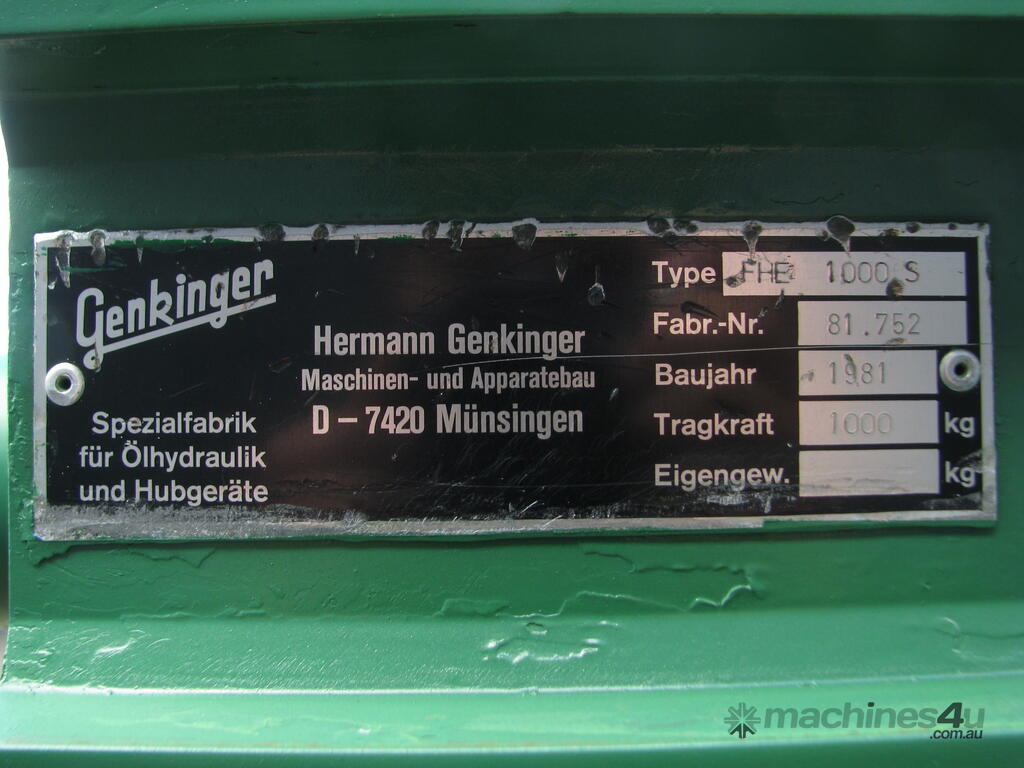 Genkinger
Spezialfabrik
für Ölhydraulik
und Hubgeräte
Hermann Genkinger
Maschinen- und Apparatebau
D – 7420 Münsingen
Type FHE 1000 S
Fabr.-Nr. 81.752
Baujahr 1981
Tragkraft 1000 kg
Eigengew. kg
machines4u
.com.au